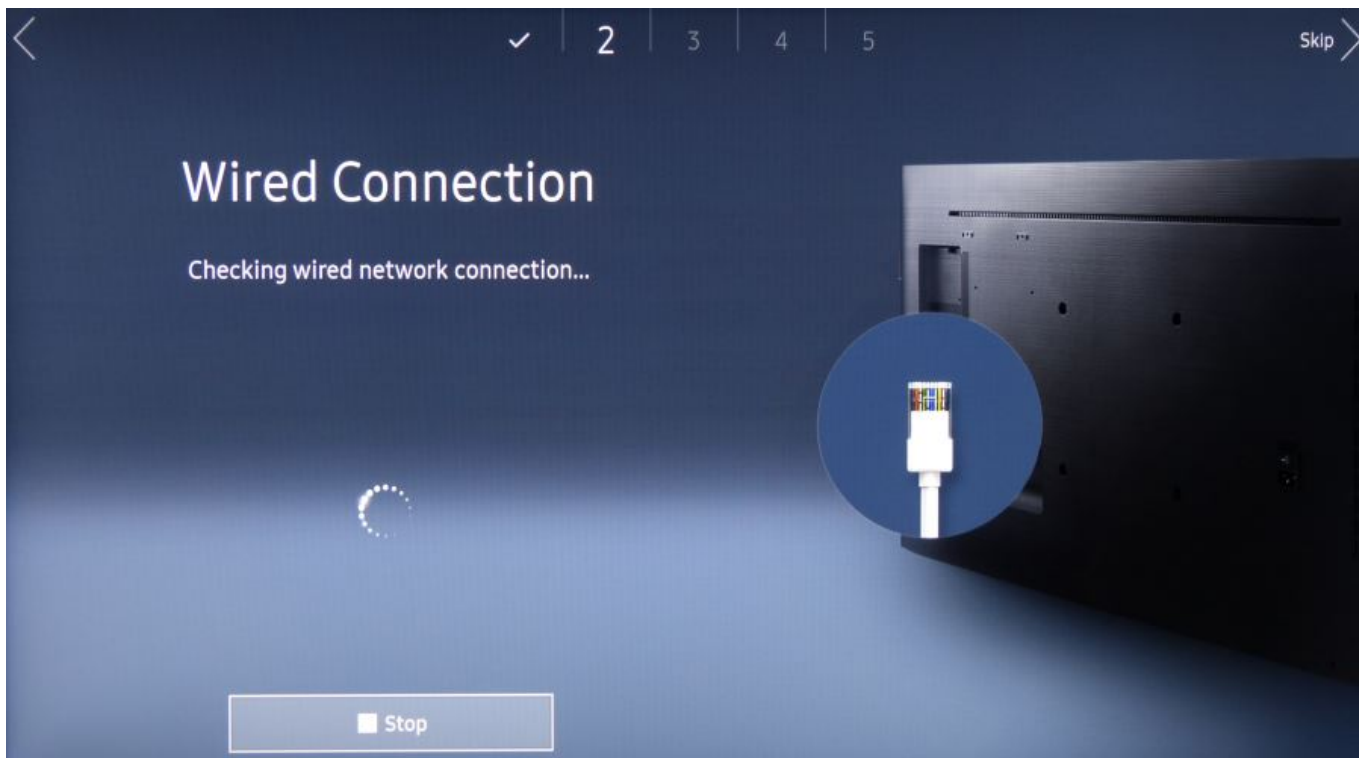 2 3 4 5
Skip
Wired Connection
Checking wired network connection...
Stop